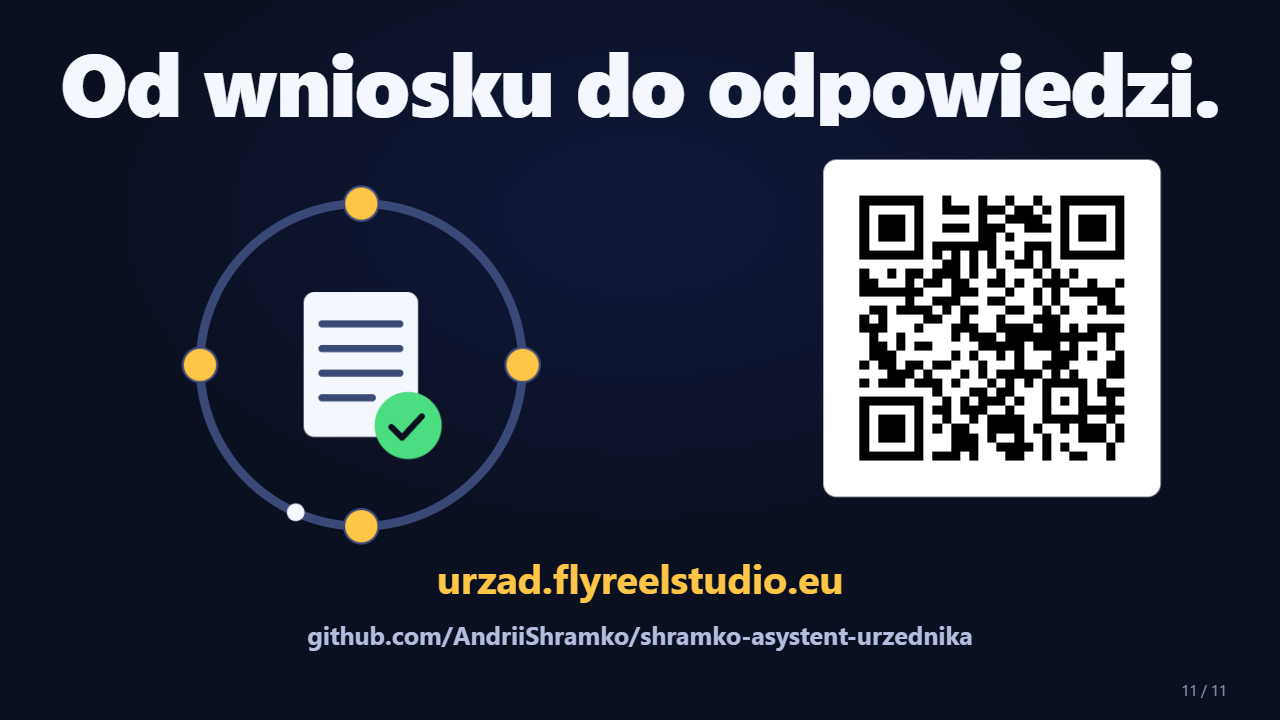 Od wniosku do odpowiedzi.
urzad.flyreelstudio.eu
github.com/AndriiShramko/shramko-asystent-urzednika
11 / 11